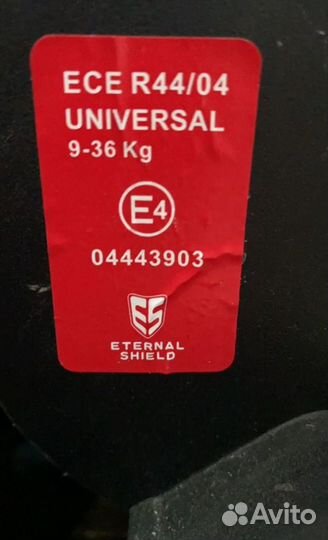 ECE R44/04
UNIVERSAL
9-36 Kg
E4
04443903
ES
ETERNAL
SHIELD
Avito